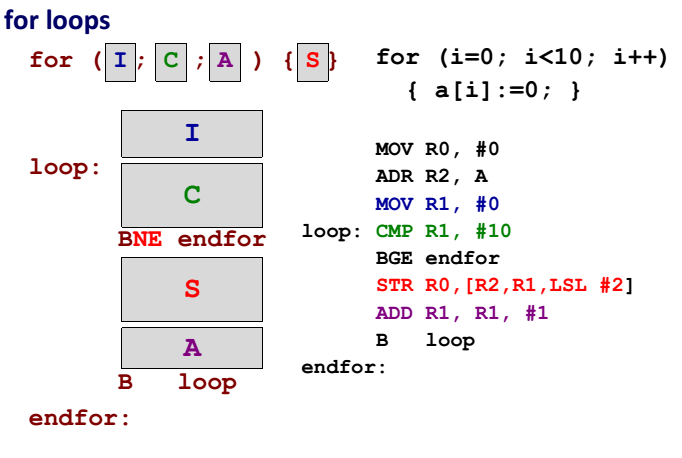 for loops
for ( I ; C ; A ) { S }
I
loop:
C
BNE endfor
S
A
B loop
endfor:
for (i=0; i<10; i++)
{ a[i]:=0; }
MOV R0, #0
ADR R2, A
MOV R1, #0
loop: CMP R1, #10
BGE endfor
STR R0,[R2,R1,LSL #2]
ADD R1, R1, #1
B loop
endfor: